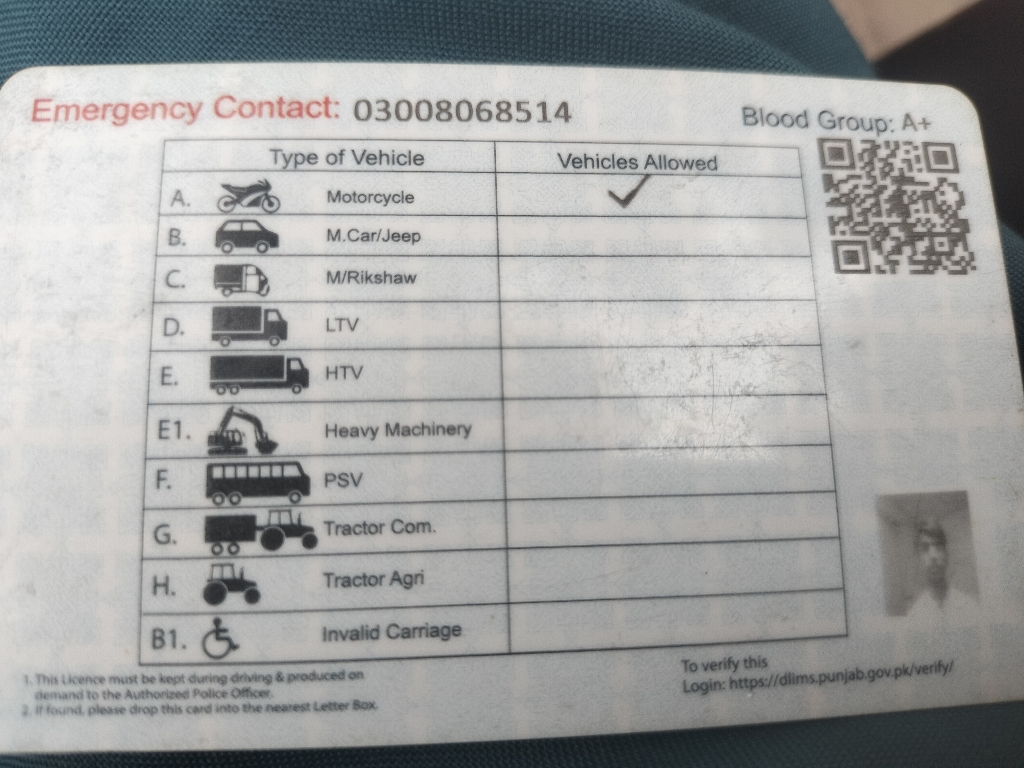 Emergency Contact: 03008068514
Blood Group: A+
Type of Vehicle Vehicles Allowed
A. Motorcycle ✓
B. M.Car/Jeep
C. M/Rikshaw
D. LTV
E. HTV
E1. Heavy Machinery
F. PSV
G. Tractor Com.
H. Tractor Agri
B1. Invalid Carriage
1. This Licence must be kept during driving & produced on
demand to the Authorized Police Officer.
2. If found, please drop this card into the nearest Letter Box.
To verify this
Login: https://dlims.punjab.gov.pk/verify/